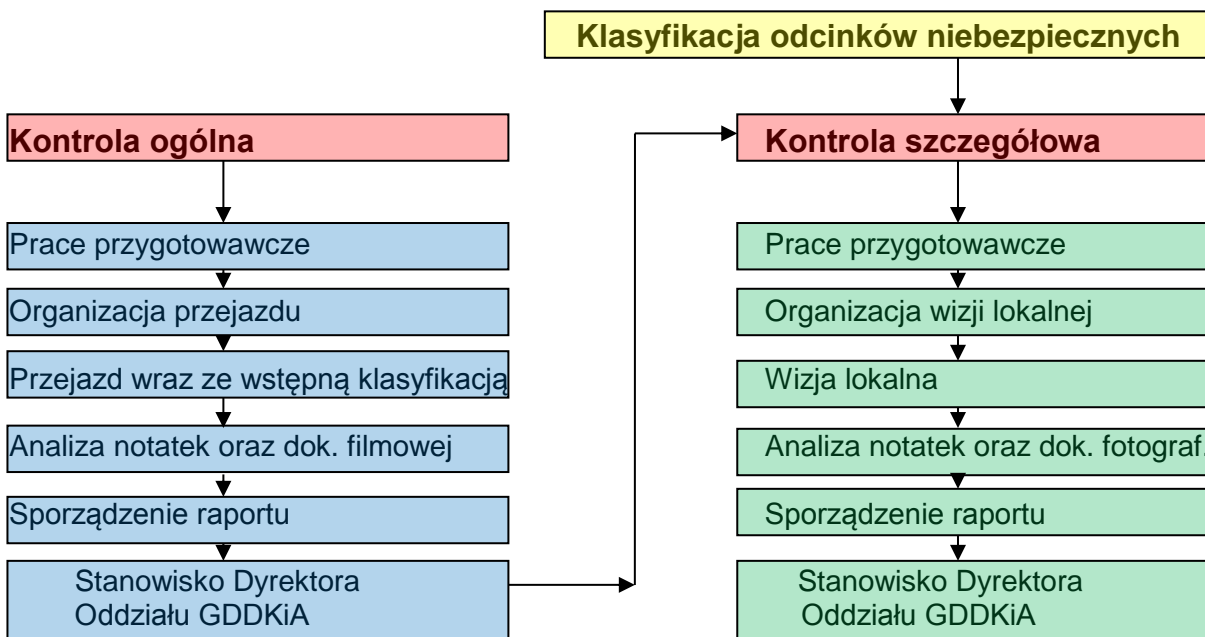 Klasyfikacja odcinków niebezpiecznych
Kontrola ogólna
Prace przygotowawcze
Organizacja przejazdu
Przejazd wraz ze wstępną klasyfikacją
Analiza notatek oraz dok. filmowej
Sporządzenie raportu
Stanowisko Dyrektora
Oddziału GDDKiA
Kontrola szczegółowa
Prace przygotowawcze
Organizacja wizji lokalnej
Wizja lokalna
Analiza notatek oraz dok. fotograf.
Sporządzenie raportu
Stanowisko Dyrektora
Oddziału GDDKiA